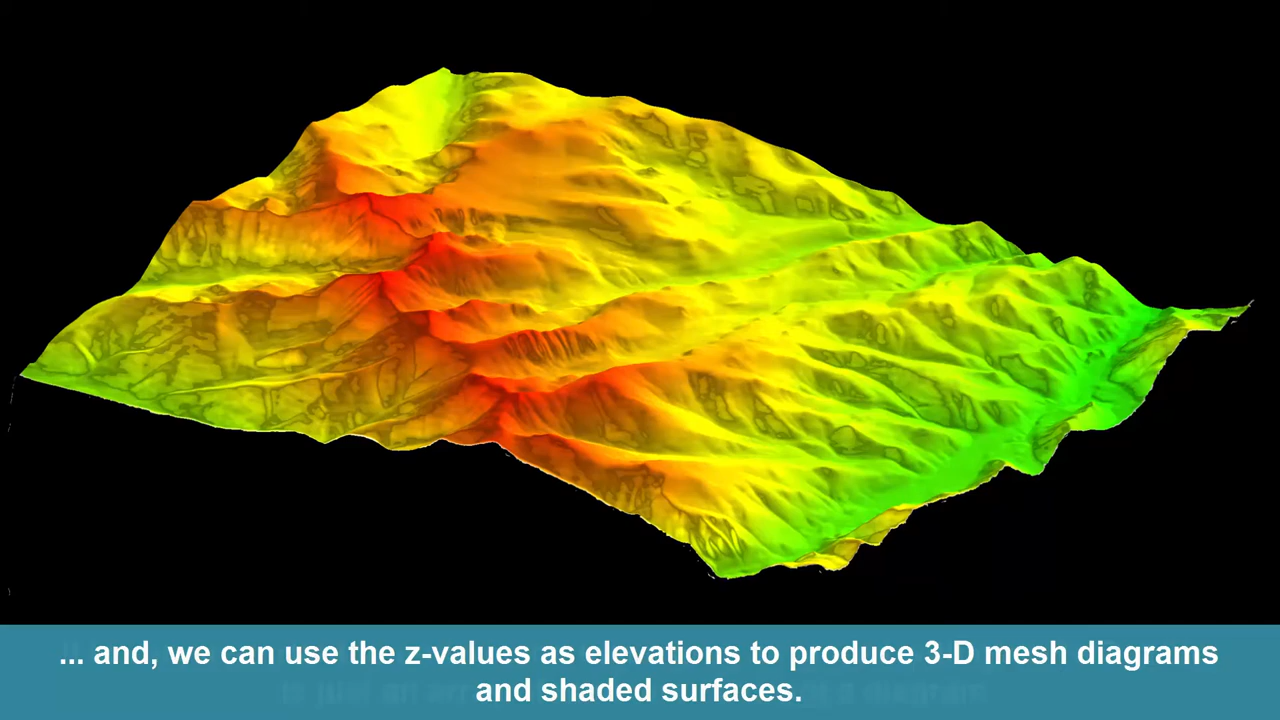 ... and, we can use the z-values as elevations to produce 3-D mesh diagrams
and shaded surfaces.